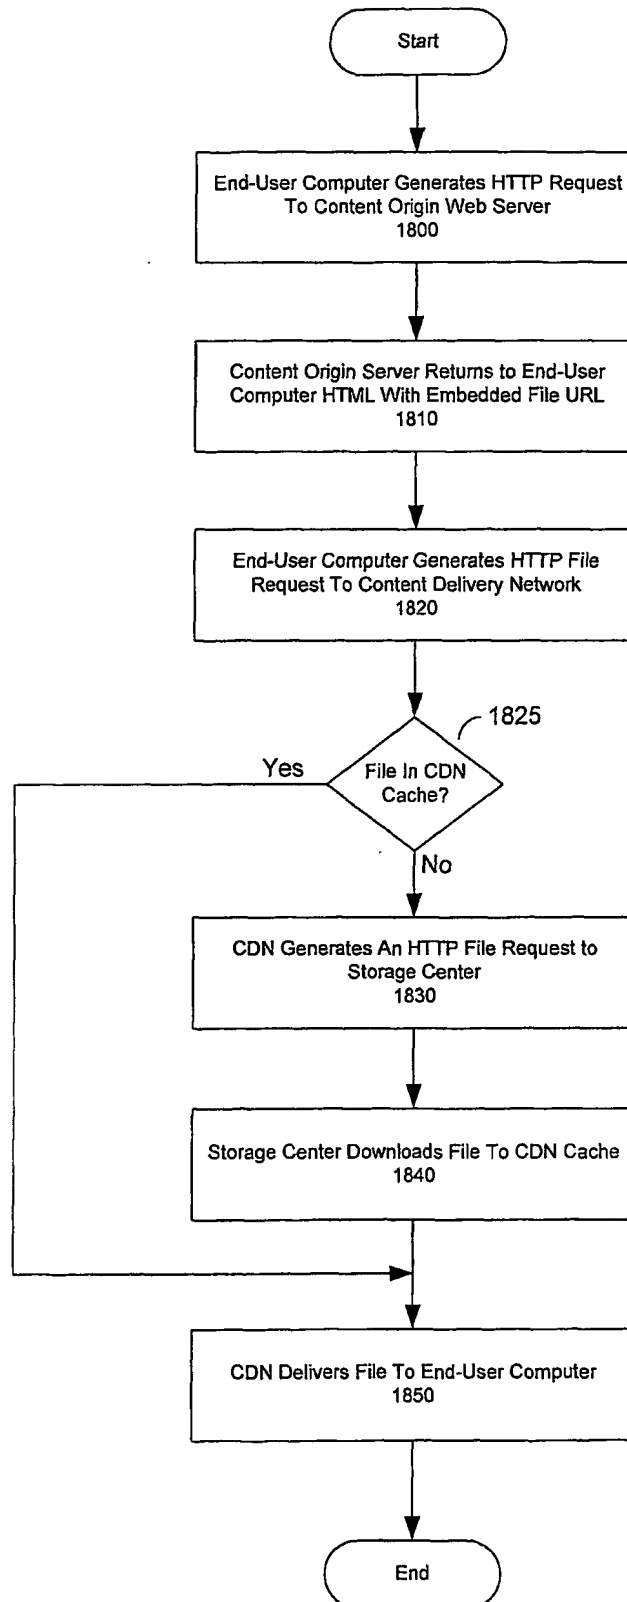 Start
End-User Computer Generates HTTP Request
To Content Origin Web Server
1800
Content Origin Server Returns to End-User
Computer HTML With Embedded File URL
1810
End-User Computer Generates HTTP File
Request To Content Delivery Network
1820
1825
Yes
File In CDN
Cache?
No
CDN Generates An HTTP File Request to
Storage Center
1830
Storage Center Downloads File To CDN Cache
1840
CDN Delivers File To End-User Computer
1850
End